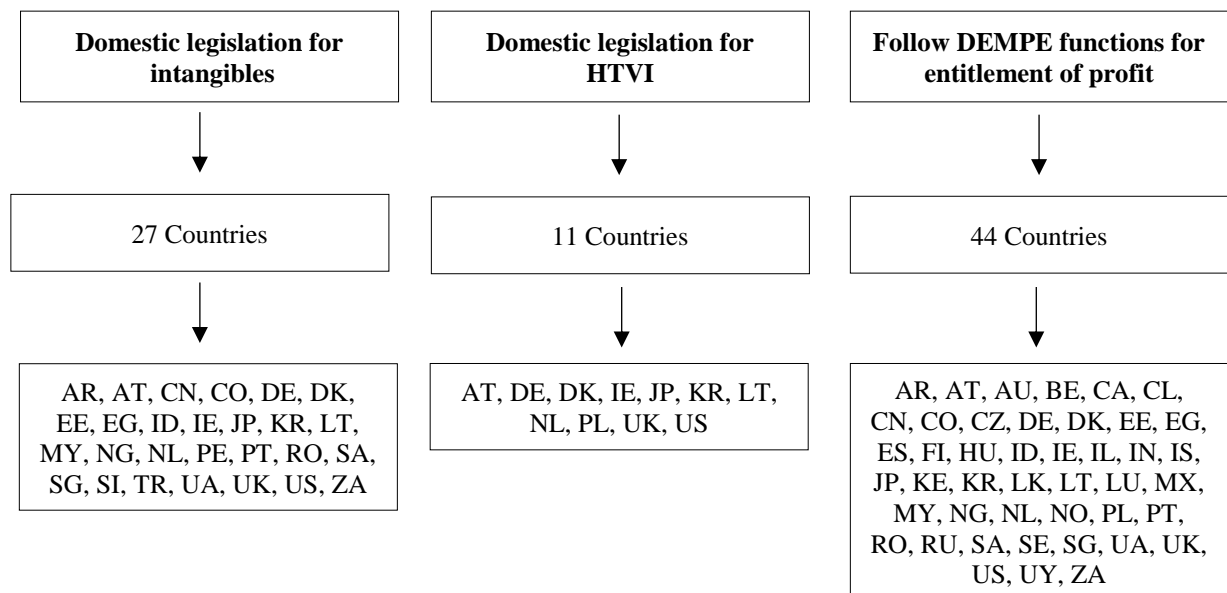 Domestic legislation for
intangibles
27 Countries
AR, AT, CN, CO, DE, DK,
EE, EG, ID, IE, JP, KR, LT,
MY, NG, NL, PE, PT, RO, SA,
SG, SI, TR, UA, UK, US, ZA
Domestic legislation for
HTVI
11 Countries
AT, DE, DK, IE, JP, KR, LT,
NL, PL, UK, US
Follow DEMPE functions for
entitlement of profit
44 Countries
AR, AT, AU, BE, CA, CL,
CN, CO, CZ, DE, DK, EE, EG,
ES, FI, HU, ID, IE, IL, IN, IS,
JP, KE, KR, LK, LT, LU, MX,
MY, NG, NL, NO, PL, PT,
RO, RU, SA, SE, SG, UA, UK,
US, UY, ZA